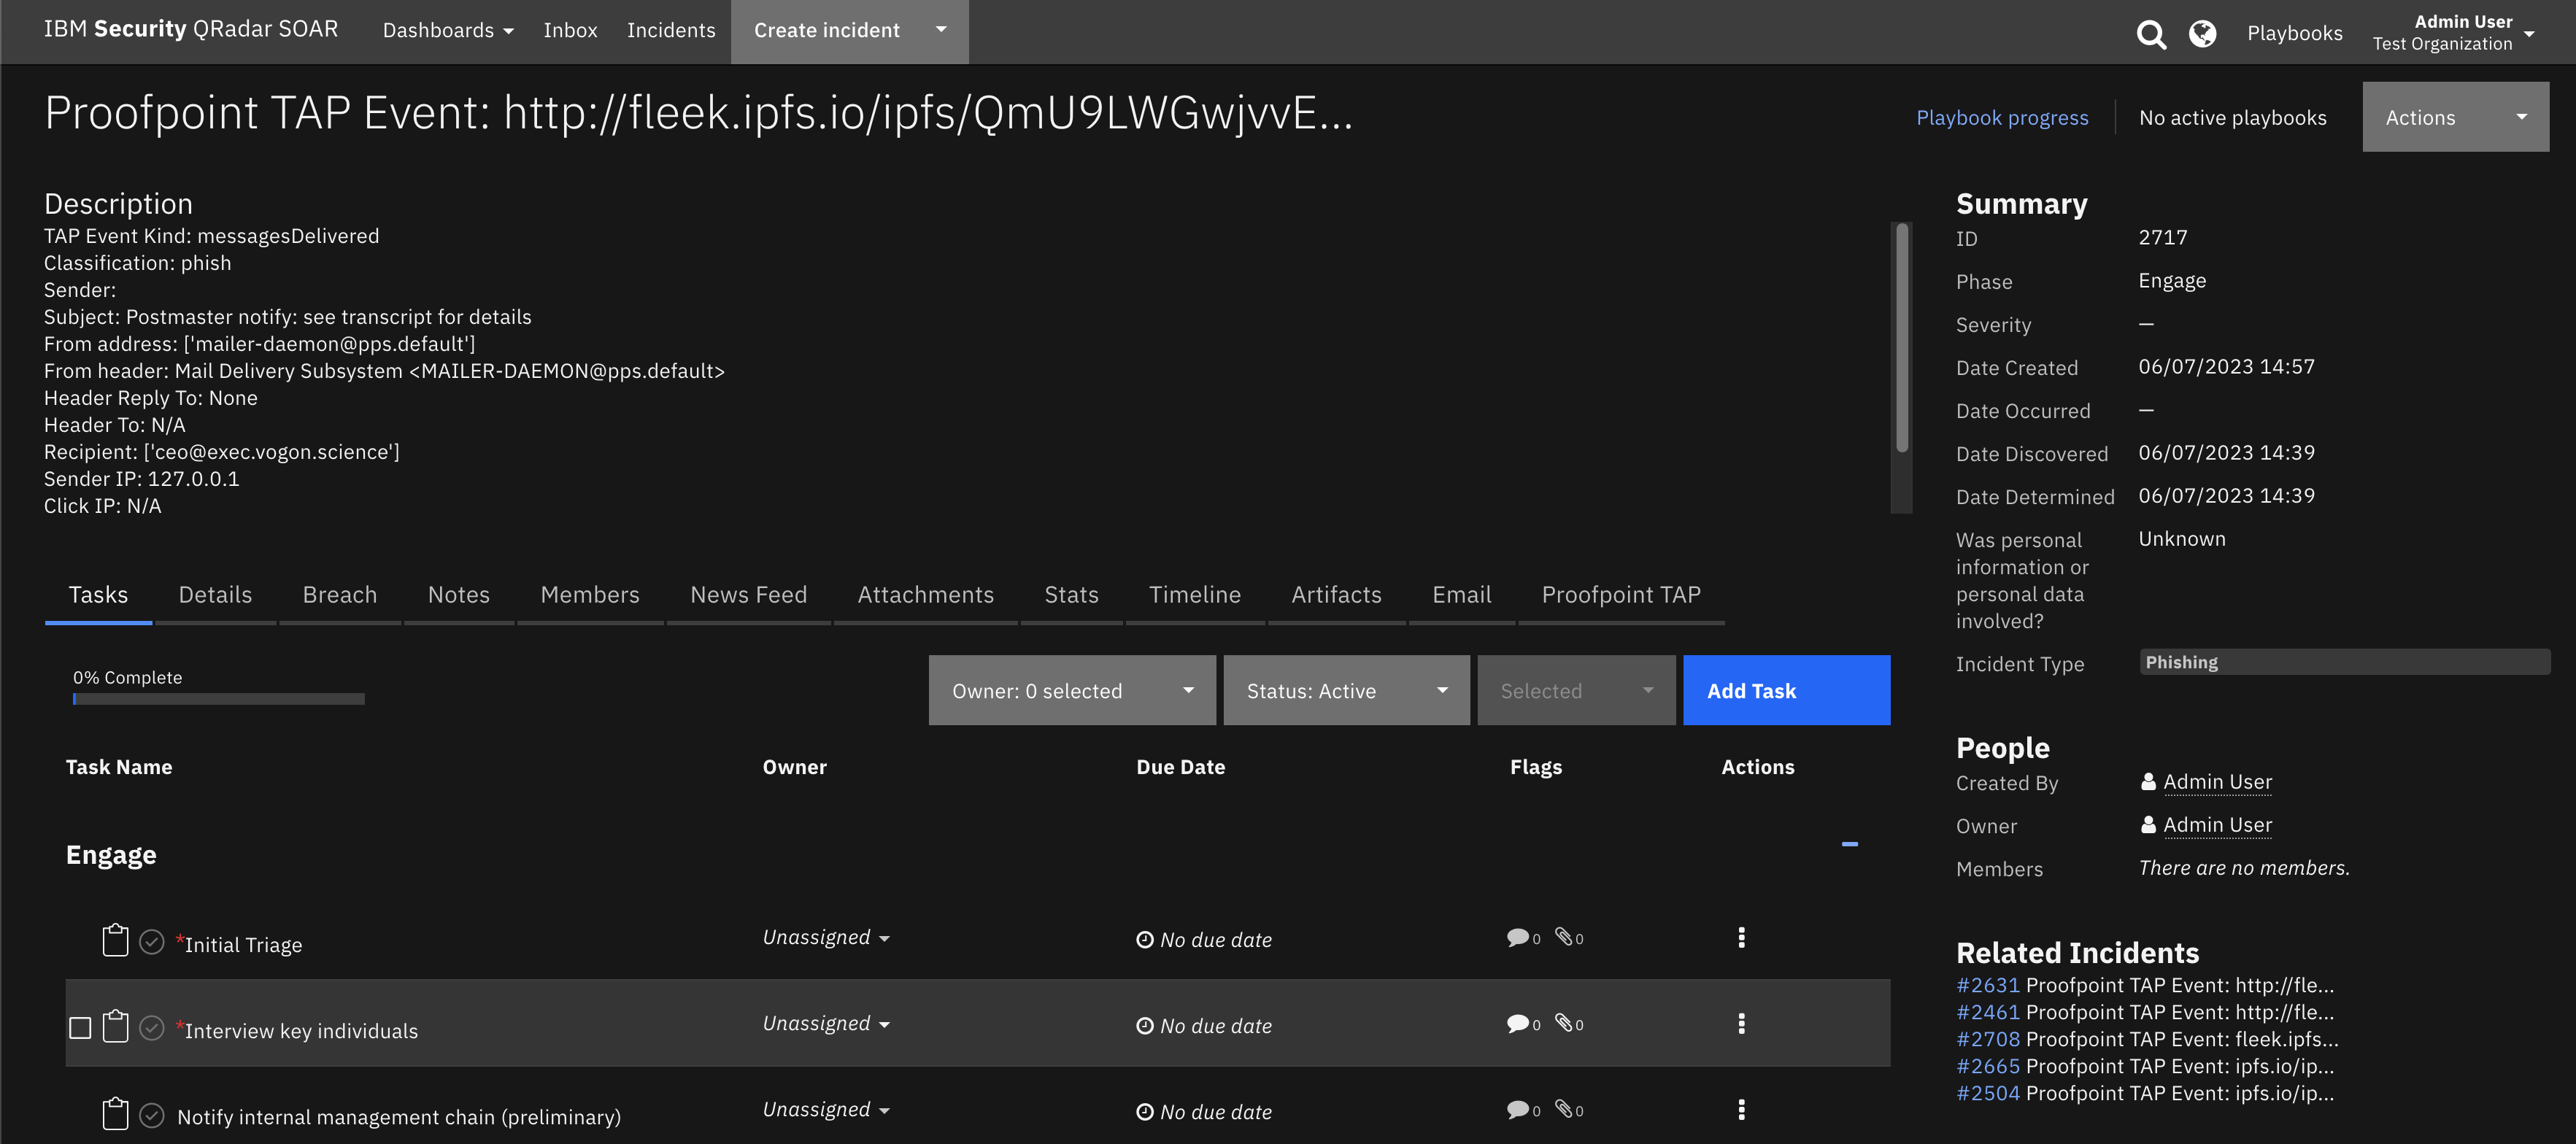 IBM Security QRadar SOAR Dashboards Inbox Incidents Create incident Playbooks Admin User
Test Organization
Proofpoint TAP Event: http://fleek.ipfs.io/ipfs/QmU9LWGwjvvE...
Playbook progress No active playbooks Actions
Description
TAP Event Kind: messagesDelivered
Classification: phish
Sender:
Subject: Postmaster notify: see transcript for details
From address: ['mailer-daemon@pps.default']
From header: Mail Delivery Subsystem <MAILER-DAEMON@pps.default>
Header Reply To: None
Header To: N/A
Recipient: ['ceo@exec.vogon.science']
Sender IP: 127.0.0.1
Click IP: N/A
Tasks Details Breach Notes Members News Feed Attachments Stats Timeline Artifacts Email Proofpoint TAP
0% Complete
Owner: 0 selected Status: Active Selected Add Task
Task Name Owner Due Date Flags Actions
Engage
*Initial Triage Unassigned No due date 0 0
*Interview key individuals Unassigned No due date 0 0
Notify internal management chain (preliminary) Unassigned No due date 0 0
Summary
ID 2717
Phase Engage
Severity —
Date Created 06/07/2023 14:57
Date Occurred —
Date Discovered 06/07/2023 14:39
Date Determined 06/07/2023 14:39
Was personal Unknown
information or
personal data
involved?
Incident Type Phishing
People
Created By Admin User
Owner Admin User
Members There are no members.
Related Incidents
#2631 Proofpoint TAP Event: http://fle...
#2461 Proofpoint TAP Event: http://fle...
#2708 Proofpoint TAP Event: fleek.ipfs...
#2665 Proofpoint TAP Event: ipfs.io/ip...
#2504 Proofpoint TAP Event: ipfs.io/ip...